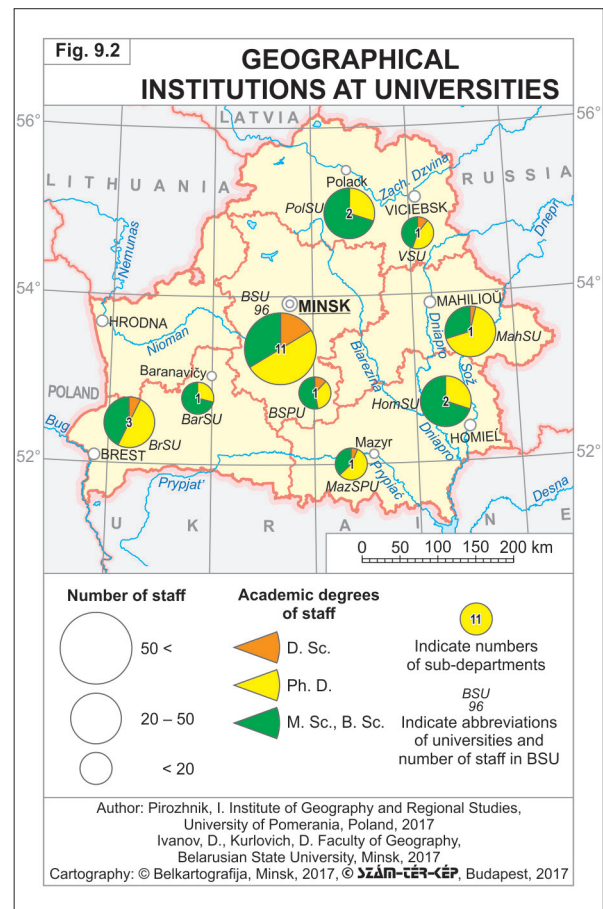 Fig. 9.2
GEOGRAPHICAL
INSTITUTIONS AT UNIVERSITIES
56°
LATVIA
56°
LITHUANIA
RUSSIA
Polack
Zach. Dzvina
VICIEBSK
Dnepr
PolSU
2
1
VSU
Nemunas
54°
BSU
96
MINSK
MAHILIOŬ
54°
HRODNA
Nioman
11
Biarezina
Dniapro
1
MahSU
Baranavičy
Sož
POLAND
1
BarSU
1
BSPU
HomSU
2
3
BrSU
Bug
BREST
52°
Mazyr
Dniapro
HOMIEĽ
52°
Prypjat'
1
MazSPU
Prypiać
Desna
UKRAINE
0 50 100 150 200 km
Number of staff
50 <
20 – 50
< 20
Academic degrees
of staff
D. Sc.
Ph. D.
M. Sc., B. Sc.
11
Indicate numbers
of sub-departments
BSU
96
Indicate abbreviations
of universities and
number of staff in BSU
Author: Pirozhnik, I. Institute of Geography and Regional Studies,
University of Pomerania, Poland, 2017
Ivanov, D., Kurlovich, D. Faculty of Geography,
Belarusian State University, Minsk, 2017
Cartography: © Belkartografija, Minsk, 2017, © SZÁM-TÉR-KÉP, Budapest, 2017